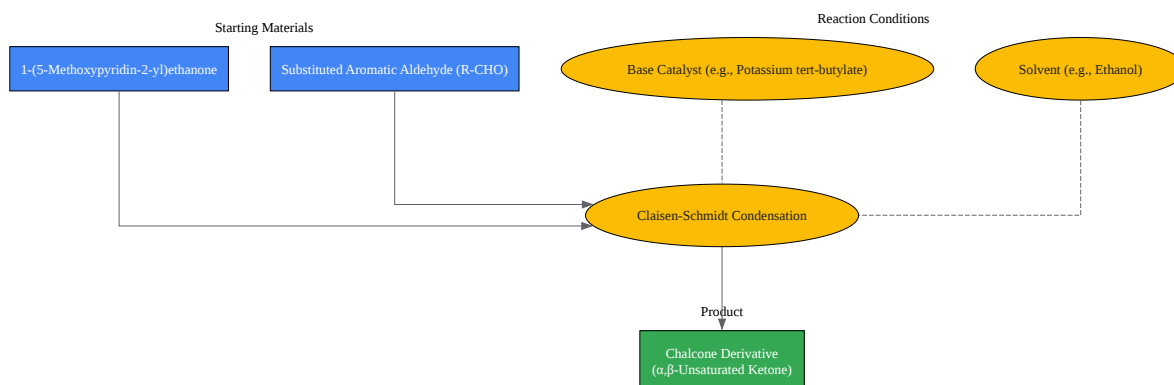 Starting Materials
Reaction Conditions
1-(5-Methoxypyridin-2-yl)ethanone
Substituted Aromatic Aldehyde (R-CHO)
Base Catalyst (e.g., Potassium tert-butylate)
Solvent (e.g., Ethanol)
Claisen-Schmidt Condensation
Product
Chalcone Derivative
(α,β-Unsaturated Ketone)